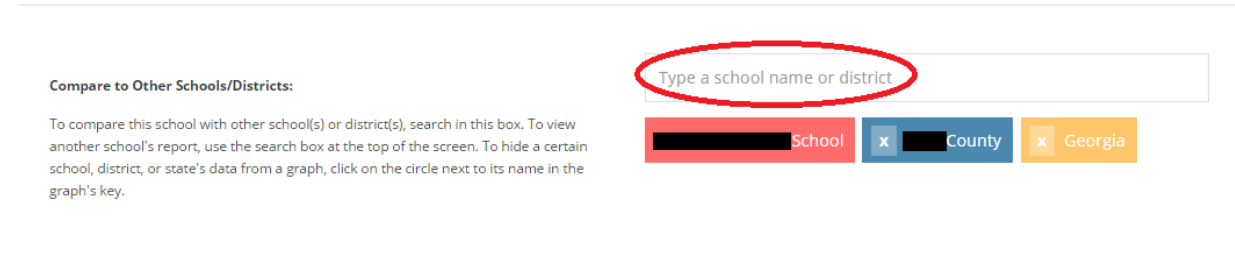 Compare to Other Schools/Districts:
To compare this school with other school(s) or district(s), search in this box. To view
another school's report, use the search box at the top of the screen. To hide a certain
school, district, or state's data from a graph, click on the circle next to its name in the
graph's key.
Type a school name or district
School x County x Georgia